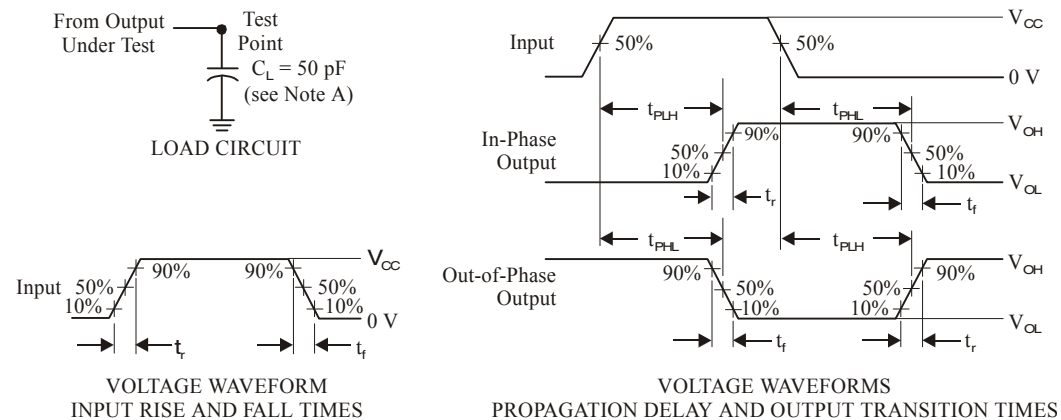 From Output
Under Test
Test
Point
C_L = 50 pF
(see Note A)
LOAD CIRCUIT
Input
50%
50%
V_CC
0 V
t_PLH
t_PHL
In-Phase
Output
90%
50%
10%
90%
50%
10%
V_OH
V_OL
t_r
t_f
t_PHL
t_PLH
Out-of-Phase
Output
90%
50%
10%
90%
50%
10%
V_OH
V_OL
t_f
t_r
VOLTAGE WAVEFORMS
PROPAGATION DELAY AND OUTPUT TRANSITION TIMES
Input
50%
10%
90%
90%
50%
10%
V_CC
0 V
t_r
t_f
VOLTAGE WAVEFORM
INPUT RISE AND FALL TIMES